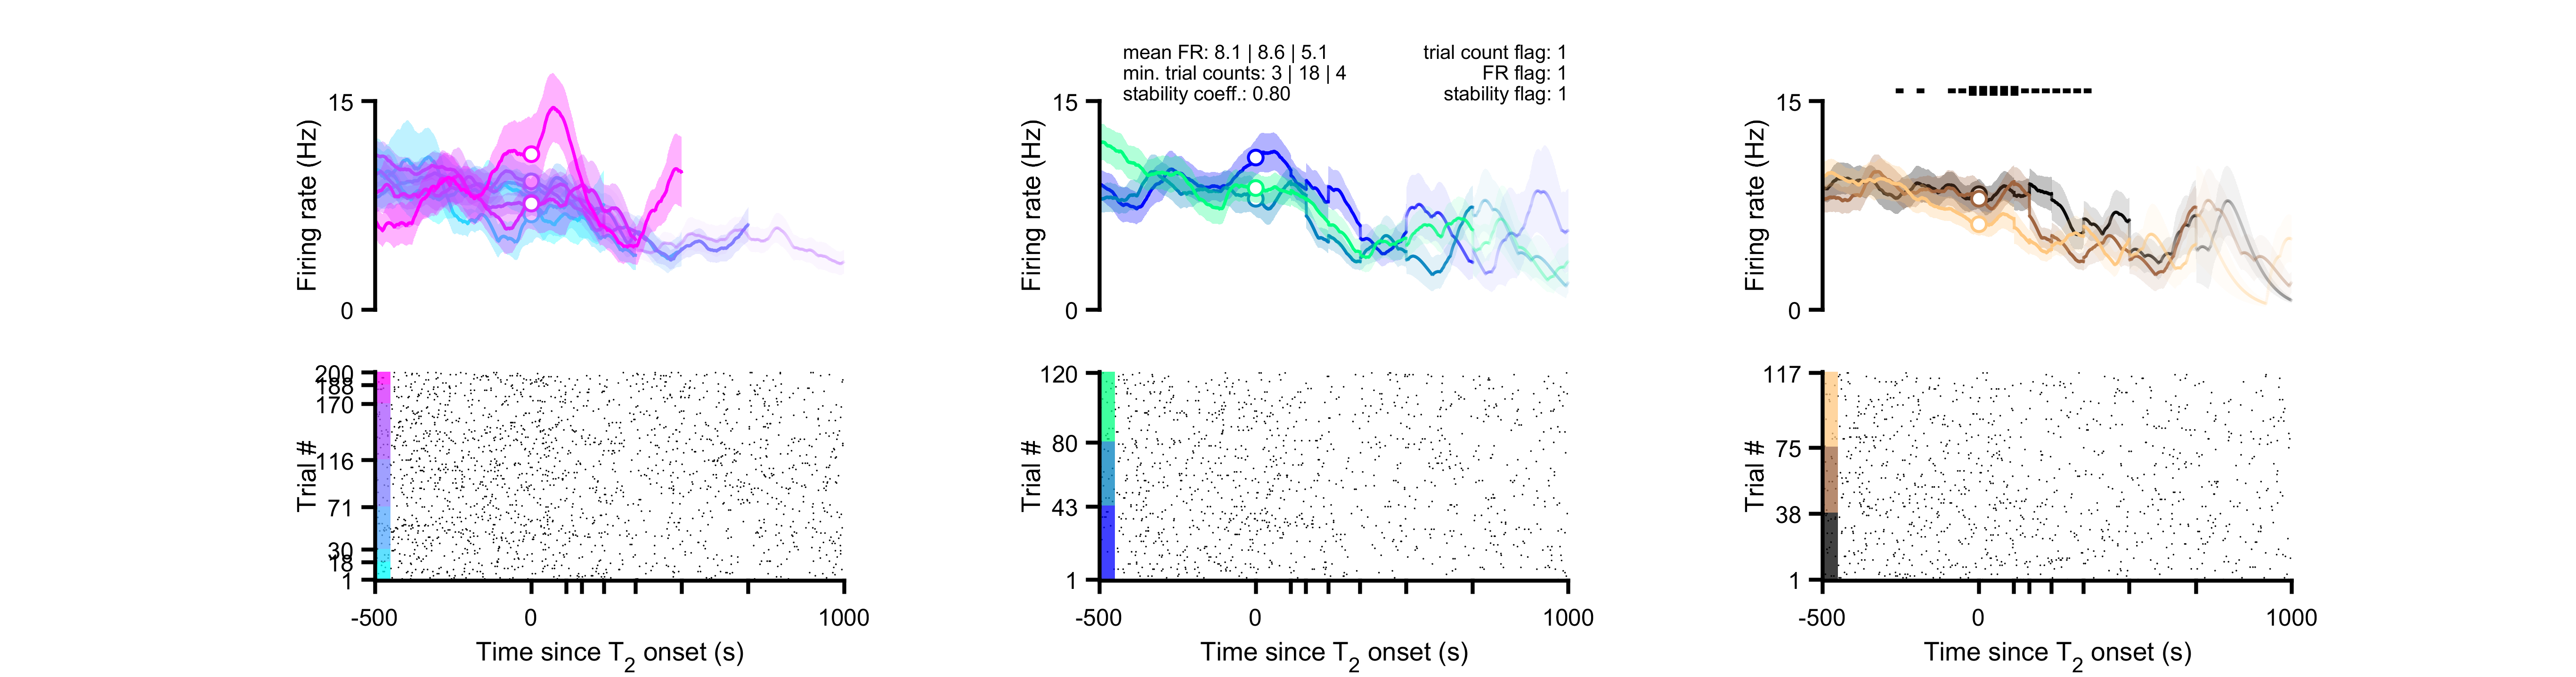 mean FR: 8.1 | 8.6 | 5.1
min. trial counts: 3 | 18 | 4
stability coeff.: 0.80
trial count flag: 1
FR flag: 1
stability flag: 1
15
0
Firing rate (Hz)
15
0
Firing rate (Hz)
15
0
Firing rate (Hz)
200
188
170
116
71
30
18
1
Trial #
-500
0
1000
Time since T2 onset (s)
120
80
43
1
Trial #
-500
0
1000
Time since T2 onset (s)
117
75
38
1
Trial #
-500
0
1000
Time since T2 onset (s)